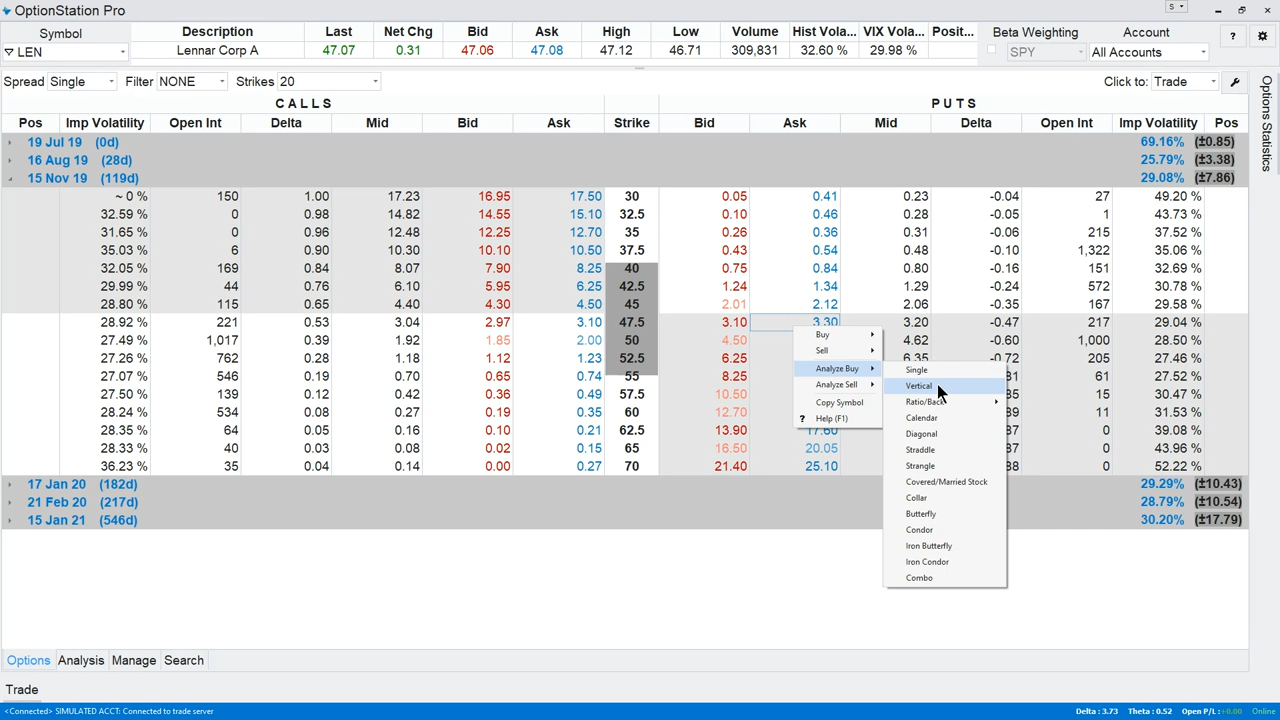 OptionStation Pro
S
Symbol Description Last Net Chg Bid Ask High Low Volume Hist Vola... VIX Vola... Posit... Beta Weighting Account
LEN Lennar Corp A 47.07 0.31 47.06 47.08 47.12 46.71 309,831 32.60 % 29.98 % SPY All Accounts
Spread Single Filter NONE Strikes 20 Click to: Trade
CALLS PUTS
Pos Imp Volatility Open Int Delta Mid Bid Ask Strike Bid Ask Mid Delta Open Int Imp Volatility Pos
19 Jul 19 (0d) 69.16% (±0.85)
16 Aug 19 (28d) 25.79% (±3.38)
15 Nov 19 (119d) 29.08% (±7.86)
~ 0 % 150 1.00 17.23 16.95 17.50 30 0.05 0.41 0.23 -0.04 27 49.20 %
32.59 % 0 0.98 14.82 14.55 15.10 32.5 0.10 0.46 0.28 -0.05 1 43.73 %
31.65 % 0 0.96 12.48 12.25 12.70 35 0.26 0.36 0.31 -0.06 215 37.52 %
35.03 % 6 0.90 10.30 10.10 10.50 37.5 0.43 0.54 0.48 -0.10 1,322 35.06 %
32.05 % 169 0.84 8.07 7.90 8.25 40 0.75 0.84 0.80 -0.16 151 32.69 %
29.99 % 44 0.76 6.10 5.95 6.25 42.5 1.24 1.34 1.29 -0.24 572 30.78 %
28.80 % 115 0.65 4.40 4.30 4.50 45 2.01 2.12 2.06 -0.35 167 29.58 %
28.92 % 221 0.53 3.04 2.97 3.10 47.5 3.10 3.30 3.20 -0.47 217 29.04 %
27.49 % 1,017 0.39 1.92 1.85 2.00 50 4.50 4.62 -0.60 1,000 28.50 %
27.26 % 762 0.28 1.18 1.12 1.23 52.5 6.25 6.35 -0.72 205 27.46 %
27.07 % 546 0.19 0.70 0.65 0.74 55 8.25 61 27.52 %
27.50 % 139 0.12 0.42 0.36 0.49 57.5 10.50 15 30.47 %
28.24 % 534 0.08 0.27 0.19 0.35 60 12.70 11 31.53 %
28.35 % 64 0.05 0.16 0.10 0.21 62.5 13.90 17.60 0 39.08 %
28.33 % 40 0.03 0.08 0.02 0.15 65 16.50 20.05 0 43.96 %
36.23 % 35 0.04 0.14 0.00 0.27 70 21.40 25.10 0 52.22 %
17 Jan 20 (182d) 29.29% (±10.43)
21 Feb 20 (217d) 28.79% (±10.54)
15 Jan 21 (546d) 30.20% (±17.79)
Buy
Sell
Analyze Buy
Analyze Sell
Copy Symbol
? Help (F1)
Single
Vertical
Ratio/Back
Calendar
Diagonal
Straddle
Strangle
Covered/Married Stock
Collar
Butterfly
Condor
Iron Butterfly
Iron Condor
Combo
Options Statistics
Options Analysis Manage Search
Trade
<Connected> SIMULATED ACCT: Connected to trade server Delta : 3.73 Theta : 0.52 Open P/L :+0.00 Online